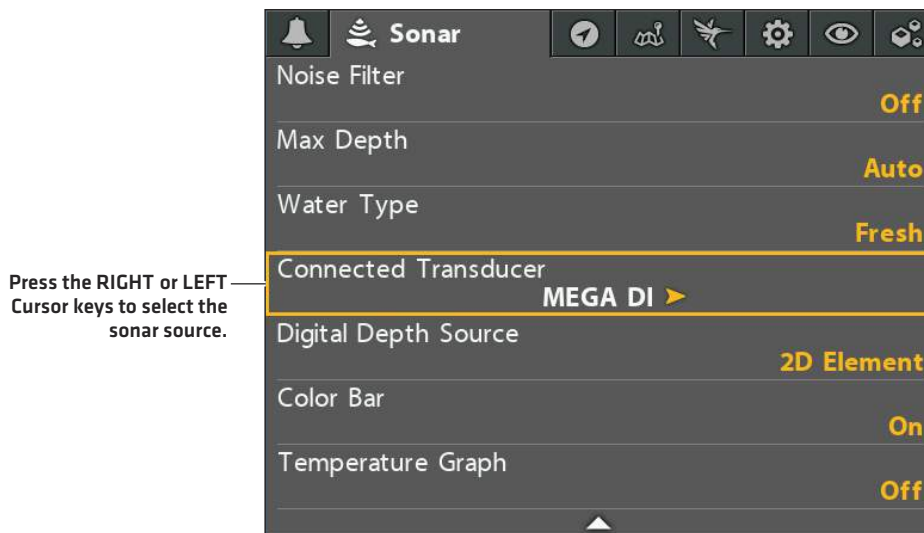 Sonar
Noise Filter
Off
Max Depth
Auto
Water Type
Fresh
Press the RIGHT or LEFT
Cursor keys to select the
sonar source.
Connected Transducer
MEGA DI
Digital Depth Source
2D Element
Color Bar
On
Temperature Graph
Off